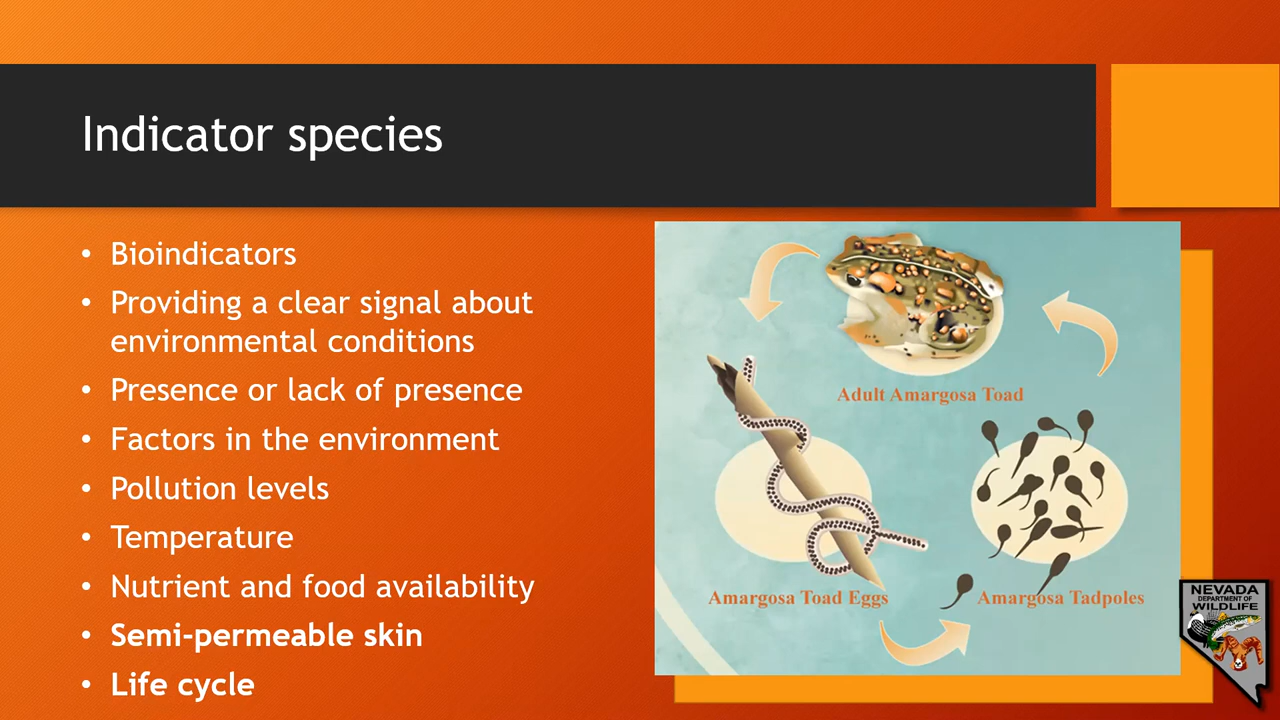 Indicator species
• Bioindicators
• Providing a clear signal about
environmental conditions
• Presence or lack of presence
• Factors in the environment
• Pollution levels
• Temperature
• Nutrient and food availability
• Semi-permeable skin
• Life cycle
Adult Amargosa Toad
Amargosa Toad Eggs
Amargosa Tadpoles
NEVADA
DEPARTMENT OF
WILDLIFE